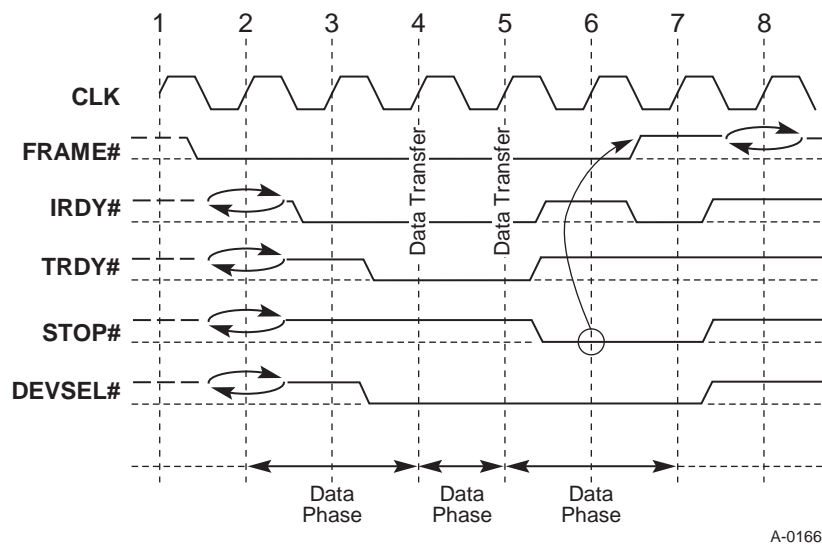 1 2 3 4 5 6 7 8
CLK
FRAME#
IRDY#
TRDY#
STOP#
DEVSEL#
Data Transfer
Data Transfer
Data
Phase
Data
Phase
Data
Phase
A-0166